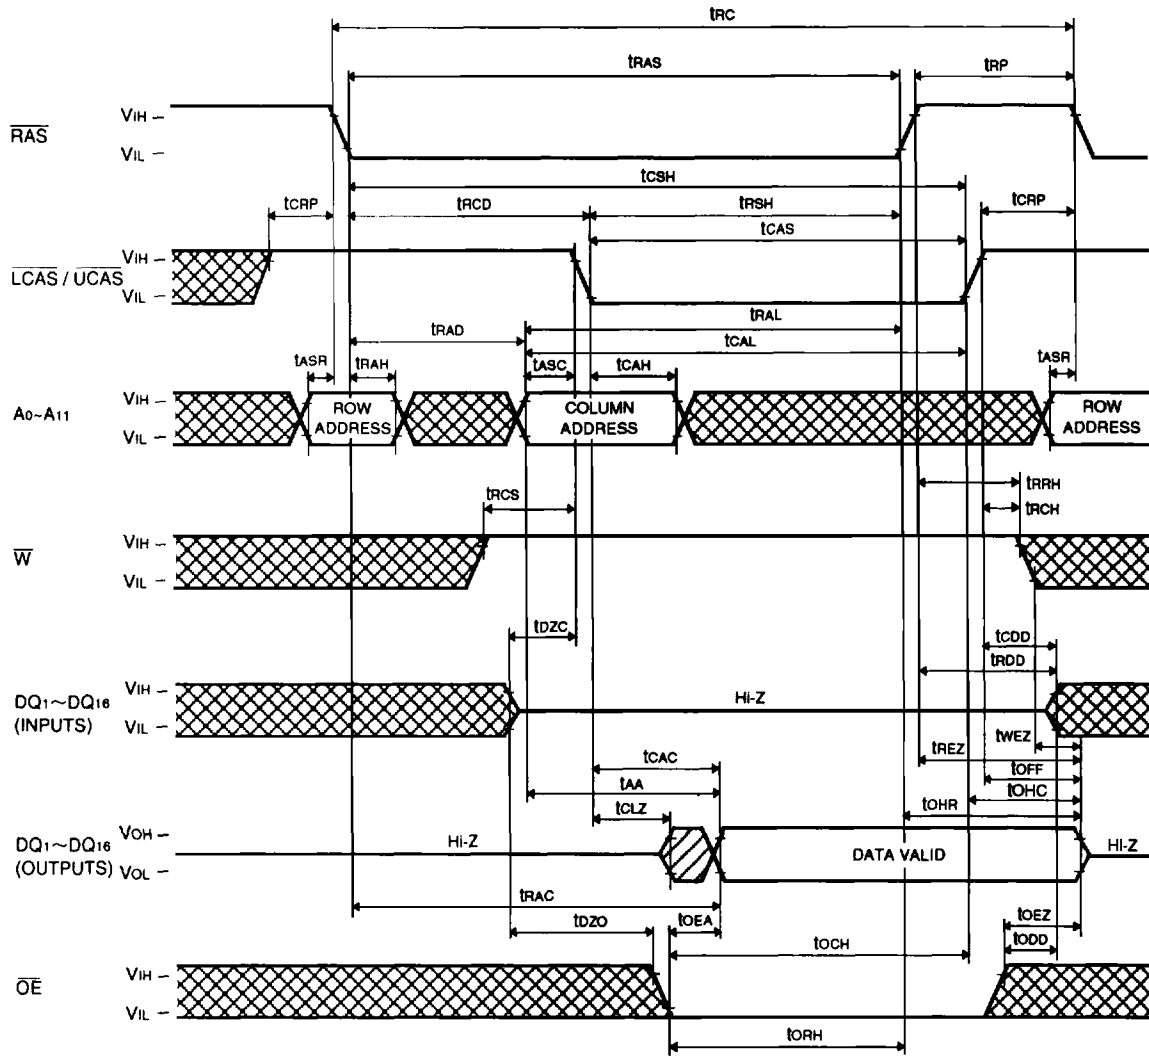 tRC
tRAS
tRP
RAS
VIH –
VIL –
tCSH
tCRP
tRCD
tRSH
tCRP
tCAS
LCAS / UCAS
VIH –
VIL –
tRAL
tRAD
tCAL
tASR
tRAH
tASC
tCAH
tASR
A0~A11
VIH –
VIL –
ROW ADDRESS
COLUMN ADDRESS
ROW ADDRESS
tRRH
tRCS
tRCH
W
VIH –
VIL –
tDZC
tCDD
tRDD
DQ1~DQ16
(INPUTS)
VIH –
VIL –
Hi-Z
tWEZ
tREZ
tCAC
tOFF
tAA
tOHC
tCLZ
tOHR
DQ1~DQ16
(OUTPUTS)
VOH –
VOL –
Hi-Z
DATA VALID
Hi-Z
tRAC
tDZO
tOEA
tOEZ
tOCH
tODD
OE
VIH –
VIL –
tORH